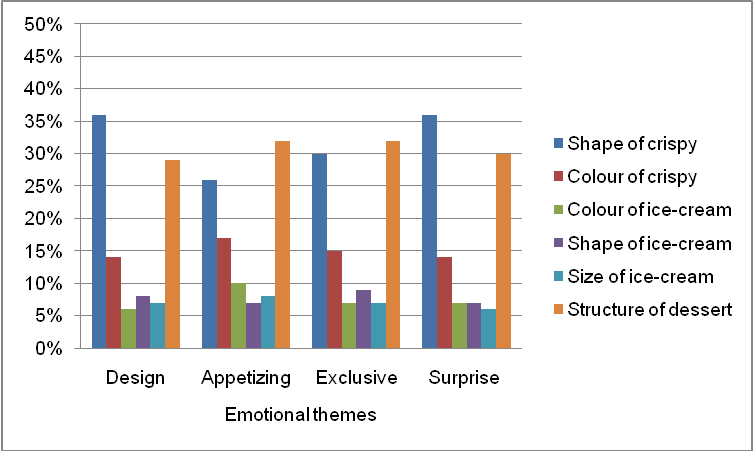 50%
45%
40%
35%
30%
25%
20%
15%
10%
5%
0%
Design Appetizing Exclusive Surprise
Emotional themes
Shape of crispy
Colour of crispy
Colour of ice-cream
Shape of ice-cream
Size of ice-cream
Structure of dessert